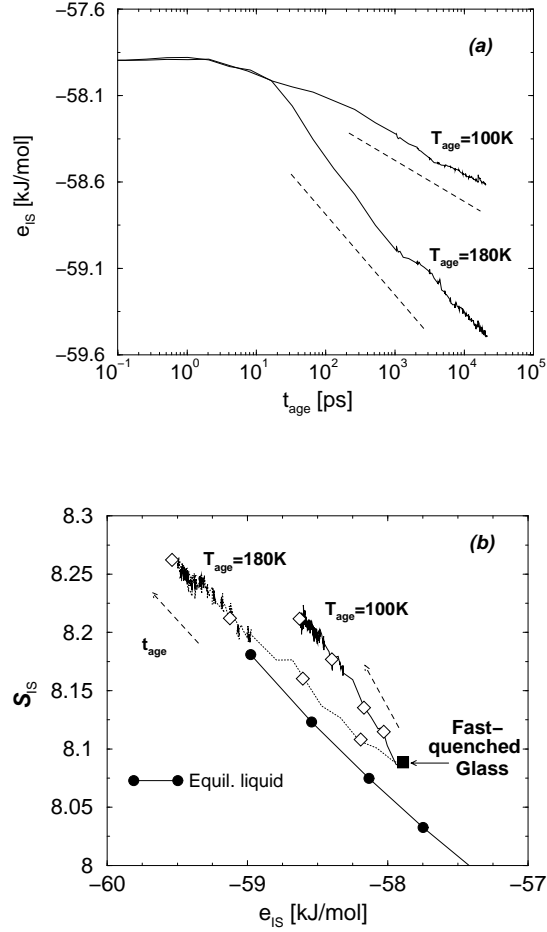 −57.6
(a)
−58.1
T_age=100K
e_IS [kJ/mol]
−58.6
−59.1
T_age=180K
−59.6
10^−1 10^0 10^1 10^2 10^3 10^4 10^5
t_age [ps]
8.3
(b)
T_age=180K
8.25
T_age=100K
8.2
t_age
S_IS
8.15
Fast−
8.1
quenched
Glass
Equil. liquid
8.05
8
−60 −59 −58 −57
e_IS [kJ/mol]